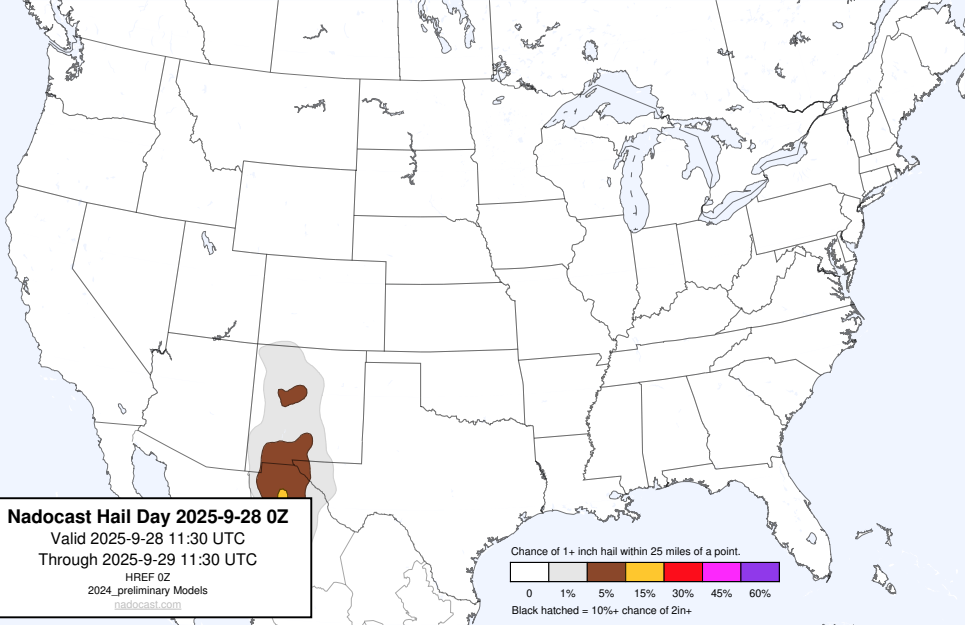 Nadocast Hail Day 2025-9-28 0Z
Valid 2025-9-28 11:30 UTC
Through 2025-9-29 11:30 UTC
HREF 0Z
2024_preliminary Models
nadocast.com
Chance of 1+ inch hail within 25 miles of a point.
0 1% 5% 15% 30% 45% 60%
Black hatched = 10%+ chance of 2in+